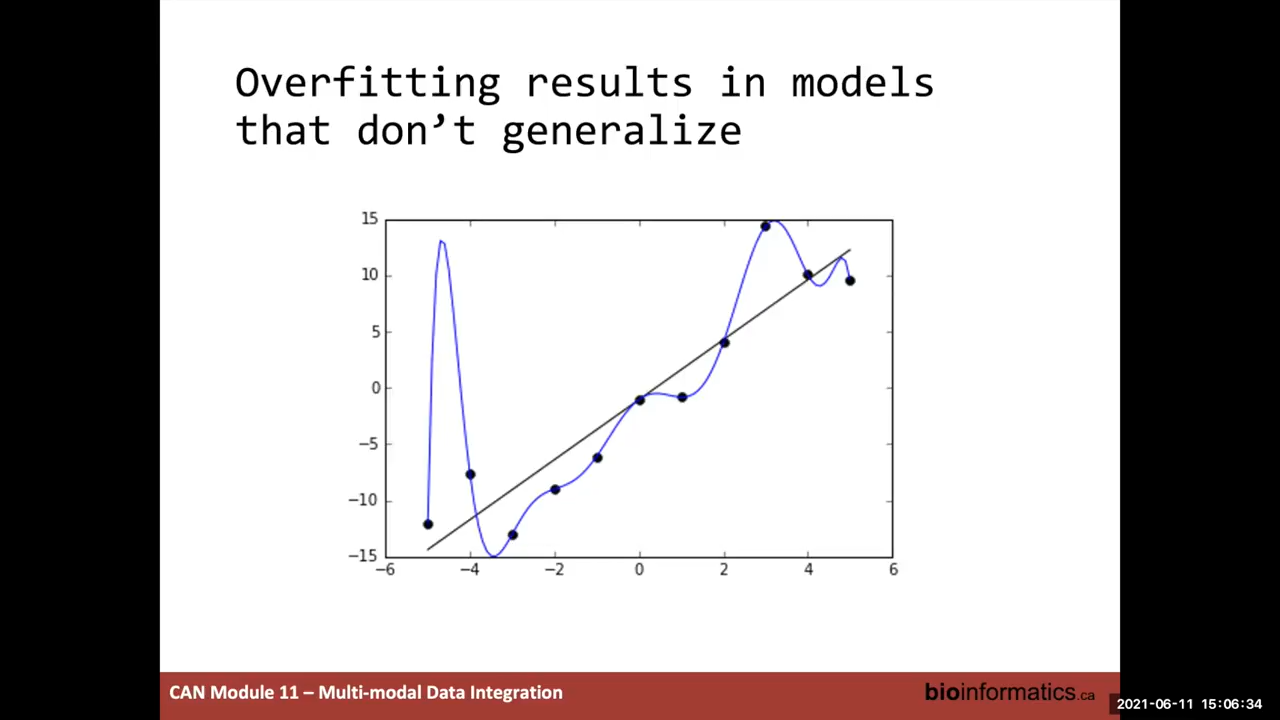 Overfitting results in models
that don’t generalize
15
10
5
0
−5
−10
−15
−6 −4 −2 0 2 4 6
CAN Module 11 – Multi-modal Data Integration
bioinformatics.ca
2021-06-11 15:06:34